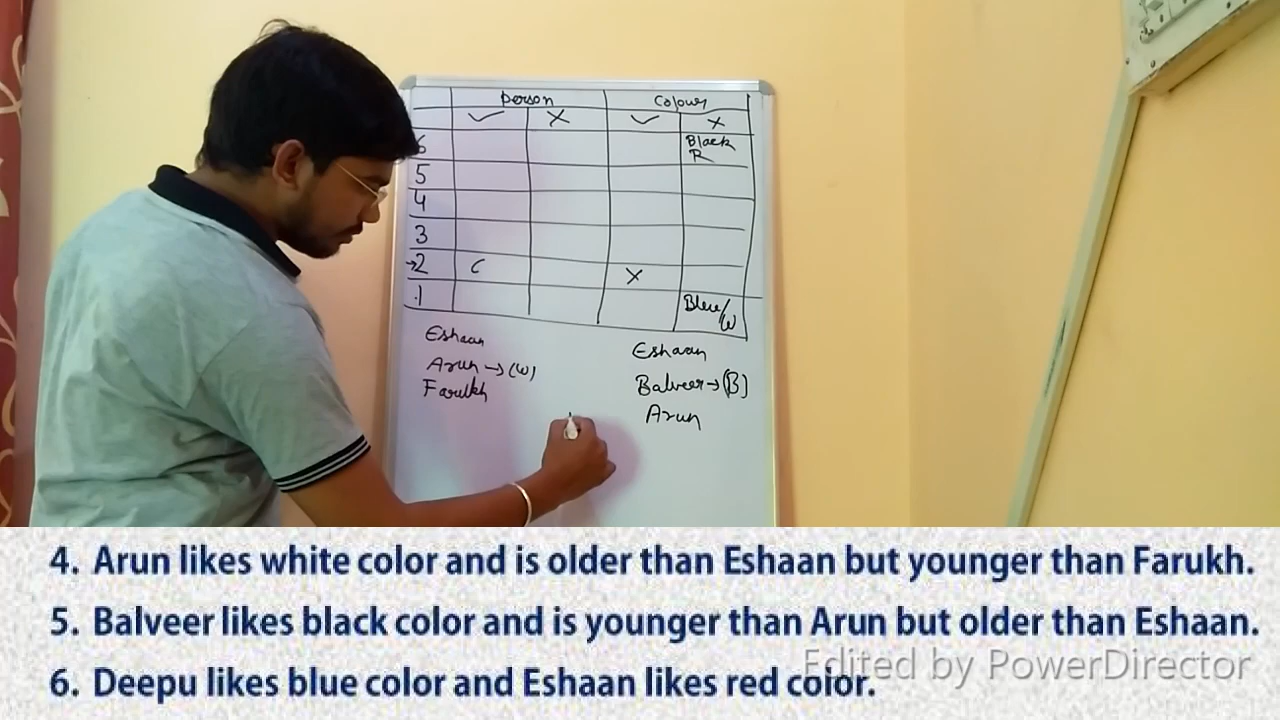 Person Colour
✓ X ✓ X
6 Black
R
5
4
3
→2 C X
1 Blue/W
Eshaan
Arun → (W)
Farukh
Eshaan
Balveer → (B)
Arun
4. Arun likes white color and is older than Eshaan but younger than Farukh.
5. Balveer likes black color and is younger than Arun but older than Eshaan.
6. Deepu likes blue color and Eshaan likes red color.
Edited by PowerDirector